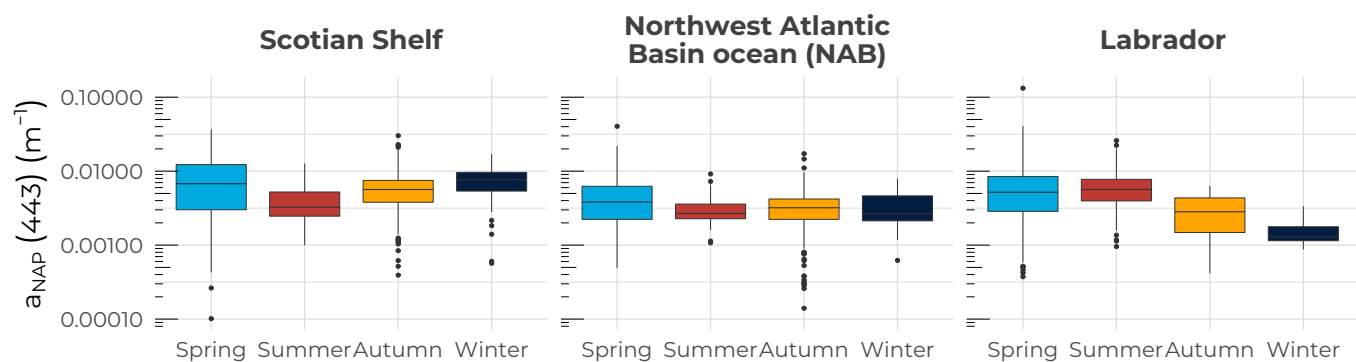 Scotian Shelf
Northwest Atlantic
Basin ocean (NAB)
Labrador
aNAP (443) (m⁻¹)
0.10000
0.01000
0.00100
0.00010
Spring Summer Autumn Winter
Spring Summer Autumn Winter
Spring Summer Autumn Winter